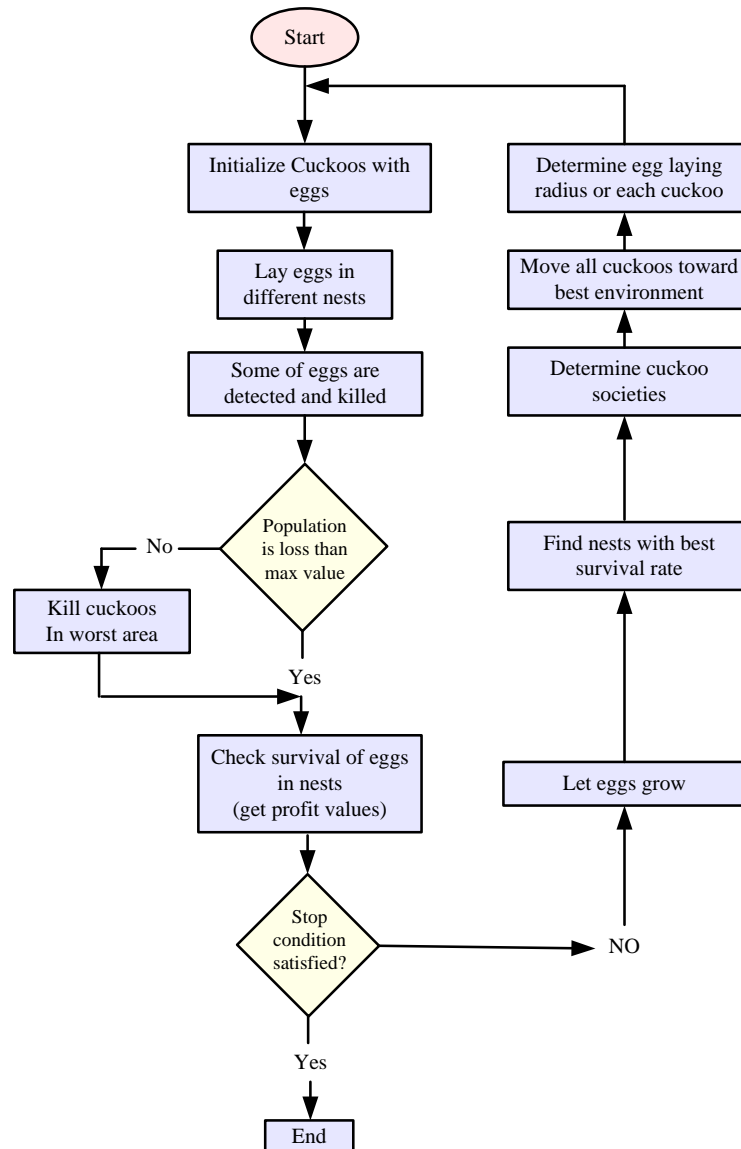 Start
Initialize Cuckoos with
eggs
Lay eggs in
different nests
Some of eggs are
detected and killed
Population
is loss than
max value
No
Kill cuckoos
In worst area
Yes
Check survival of eggs
in nests
(get profit values)
Stop
condition
satisfied?
NO
Yes
End
Let eggs grow
Find nests with best
survival rate
Determine cuckoo
societies
Move all cuckoos toward
best environment
Determine egg laying
radius or each cuckoo